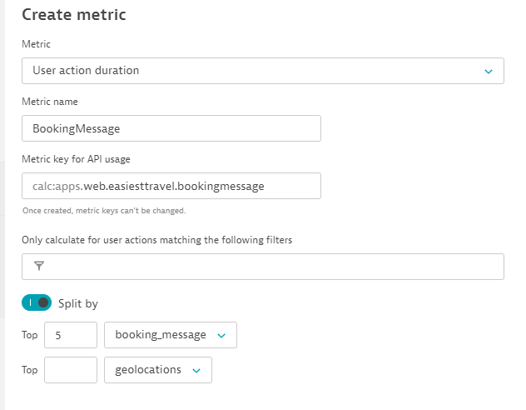 Create metric
Metric
User action duration
Metric name
BookingMessage
Metric key for API usage
calc:apps.web.easiesttravel.bookingmessage
Once created, metric keys can't be changed.
Only calculate for user actions matching the following filters
Split by
Top 5 booking_message
Top geolocations